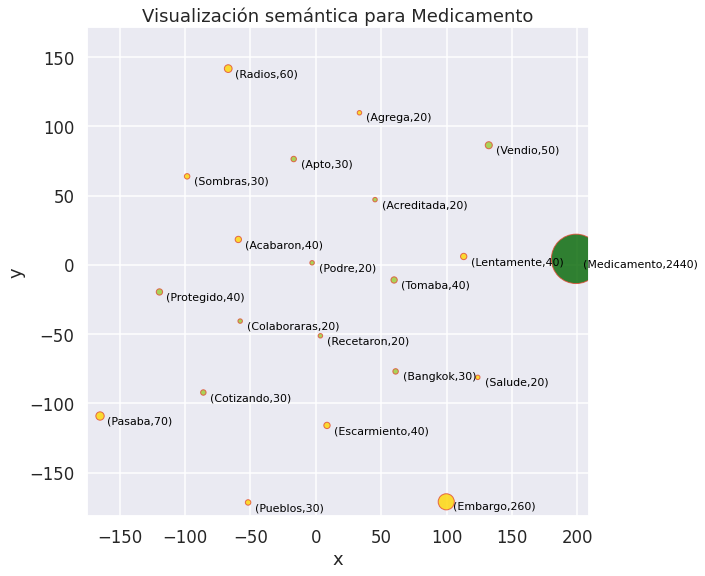 Visualización semántica para Medicamento
150
100
50
0
−50
−100
−150
y
(Radios,60)
(Agrega,20)
(Vendio,50)
(Apto,30)
(Sombras,30)
(Acreditada,20)
(Acabaron,40)
(Podre,20)
(Lentamente,40)
(Medicamento,2440)
(Tomaba,40)
(Protegido,40)
(Colaboraras,20)
(Recetaron,20)
(Bangkok,30)
(Salude,20)
(Cotizando,30)
(Pasaba,70)
(Escarmiento,40)
(Pueblos,30)
(Embargo,260)
−150 −100 −50 0 50 100 150 200
x